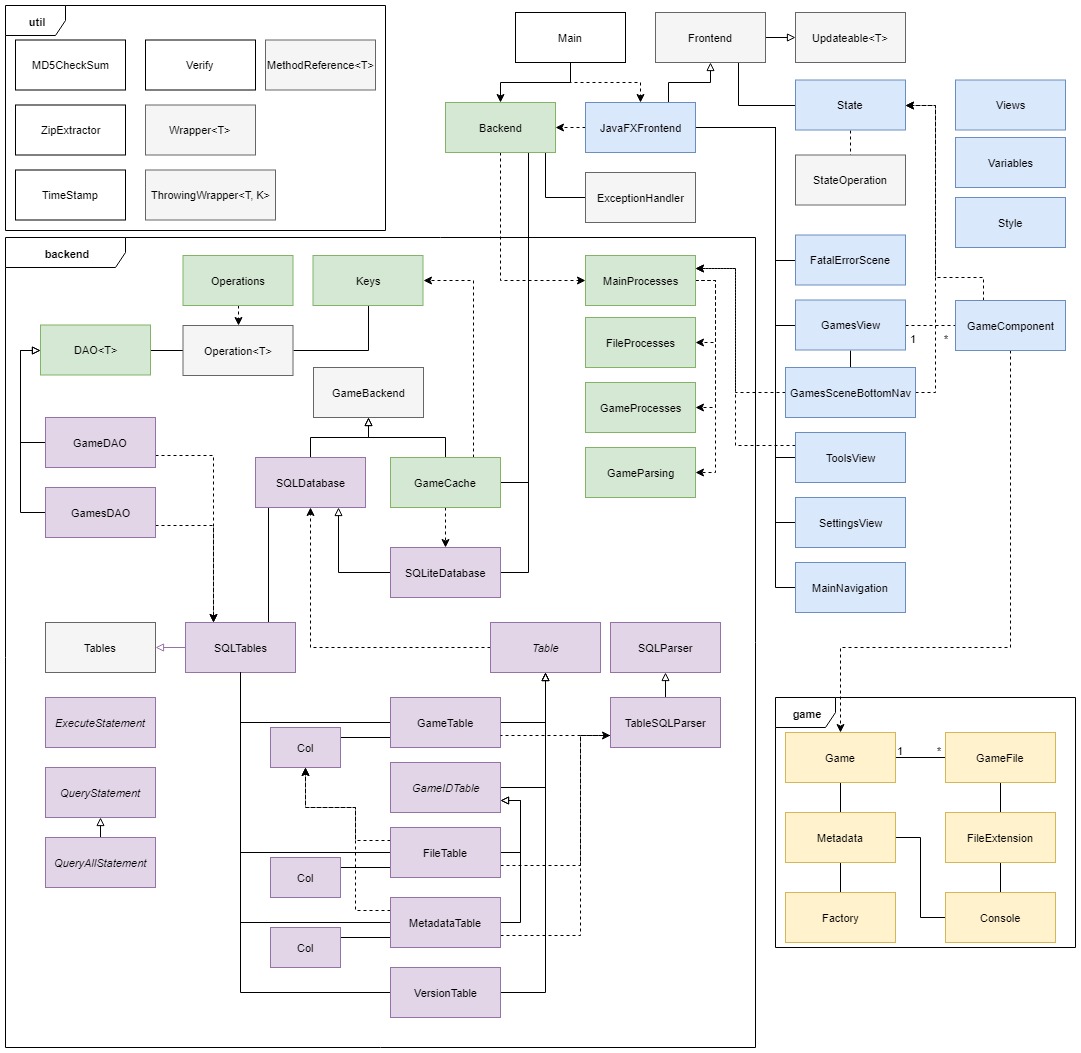 util
MD5CheckSum
Verify
MethodReference<T>
ZipExtractor
Wrapper<T>
TimeStamp
ThrowingWrapper<T, K>
Main
Frontend
Updateable<T>
Backend
JavaFXFrontend
State
Views
ExceptionHandler
StateOperation
Variables
Style
FatalErrorScene
GamesView
1
*
GameComponent
GamesSceneBottomNav
ToolsView
SettingsView
MainNavigation
backend
Operations
Keys
MainProcesses
DAO<T>
Operation<T>
FileProcesses
GameBackend
GameProcesses
GameDAO
SQLDatabase
GameCache
GameParsing
GamesDAO
SQLiteDatabase
Tables
SQLTables
Table
SQLParser
ExecuteStatement
GameTable
TableSQLParser
Col
QueryStatement
GameIDTable
QueryAllStatement
FileTable
Col
MetadataTable
Col
VersionTable
game
Game
1
*
GameFile
Metadata
FileExtension
Factory
Console